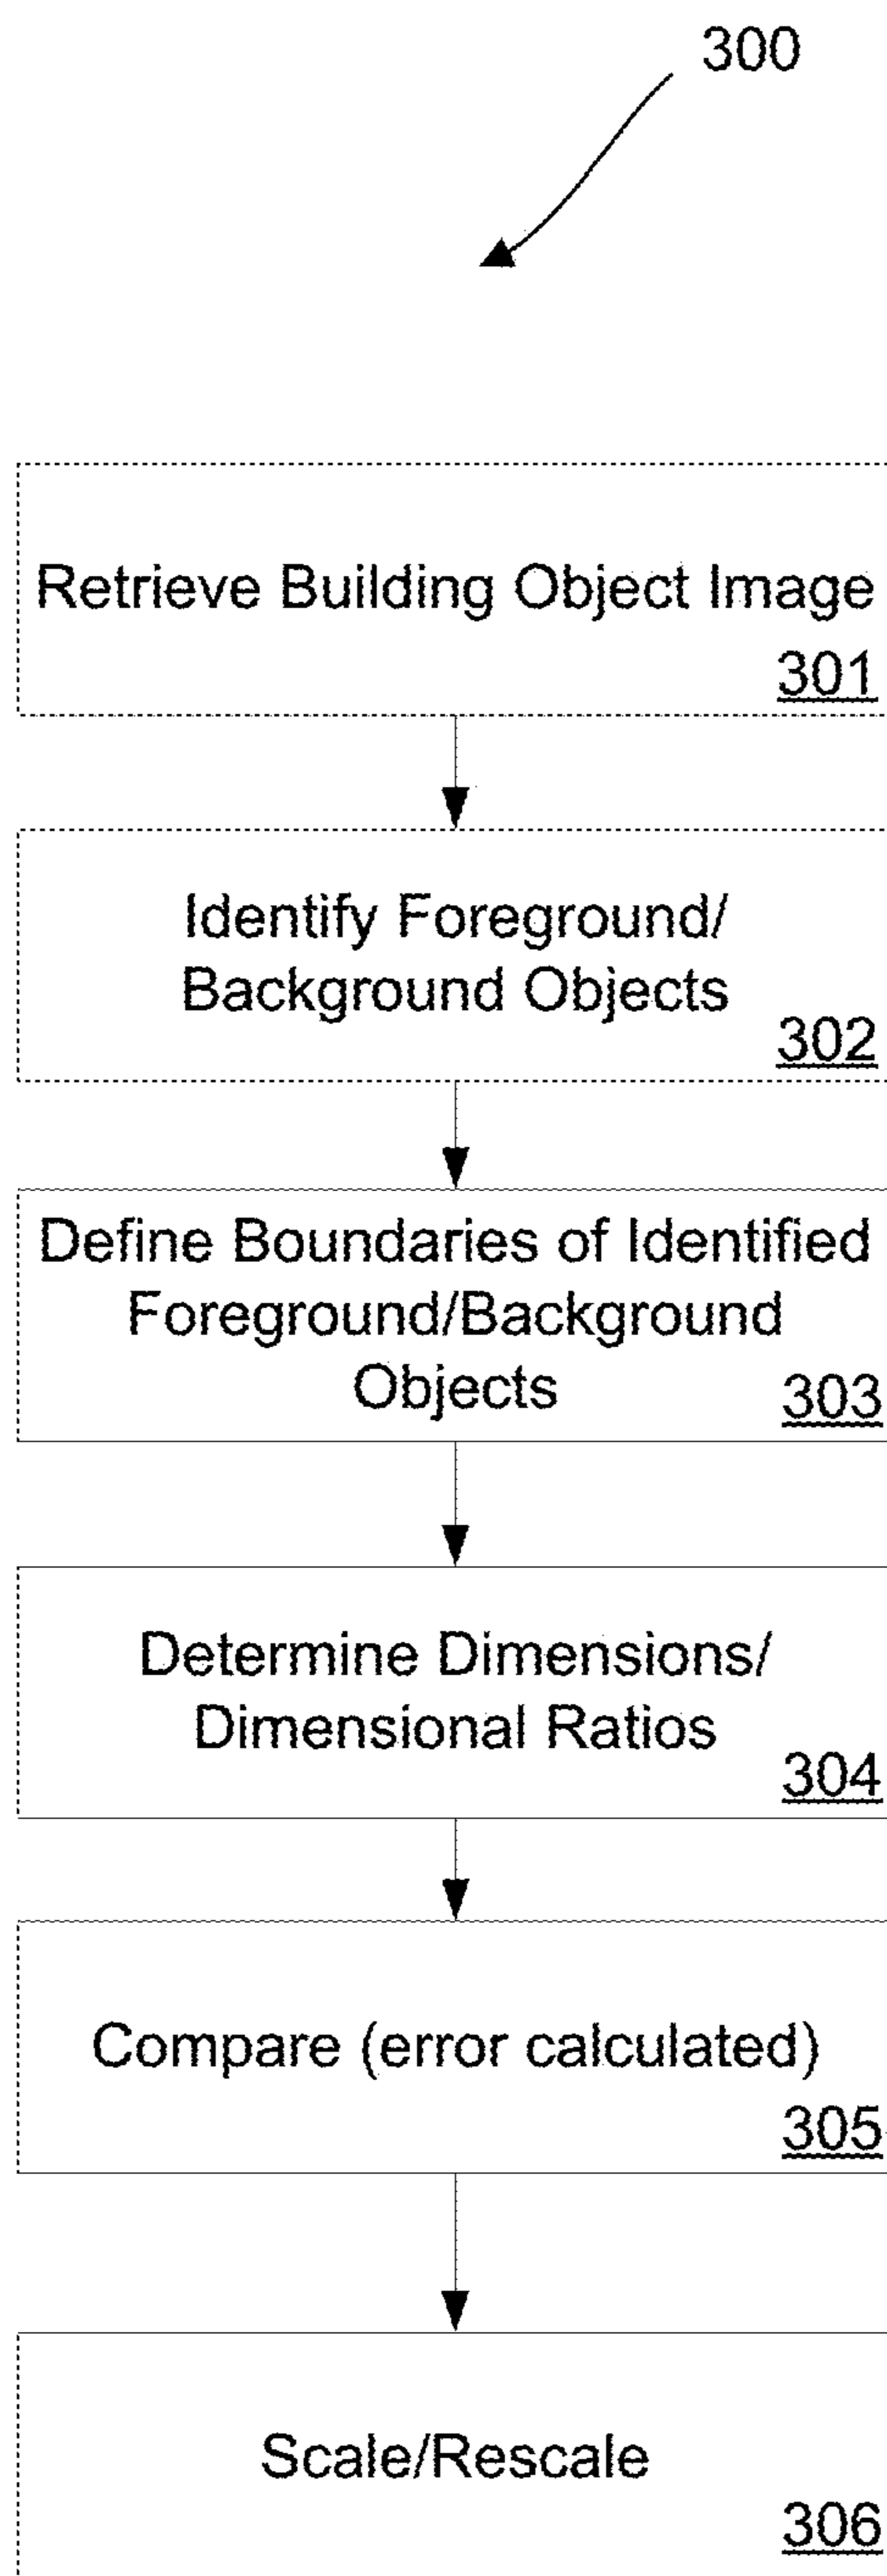 300
Retrieve Building Object Image
301
Identify Foreground/
Background Objects
302
Define Boundaries of Identified
Foreground/Background
Objects
303
Determine Dimensions/
Dimensional Ratios
304
Compare (error calculated)
305
Scale/Rescale
306